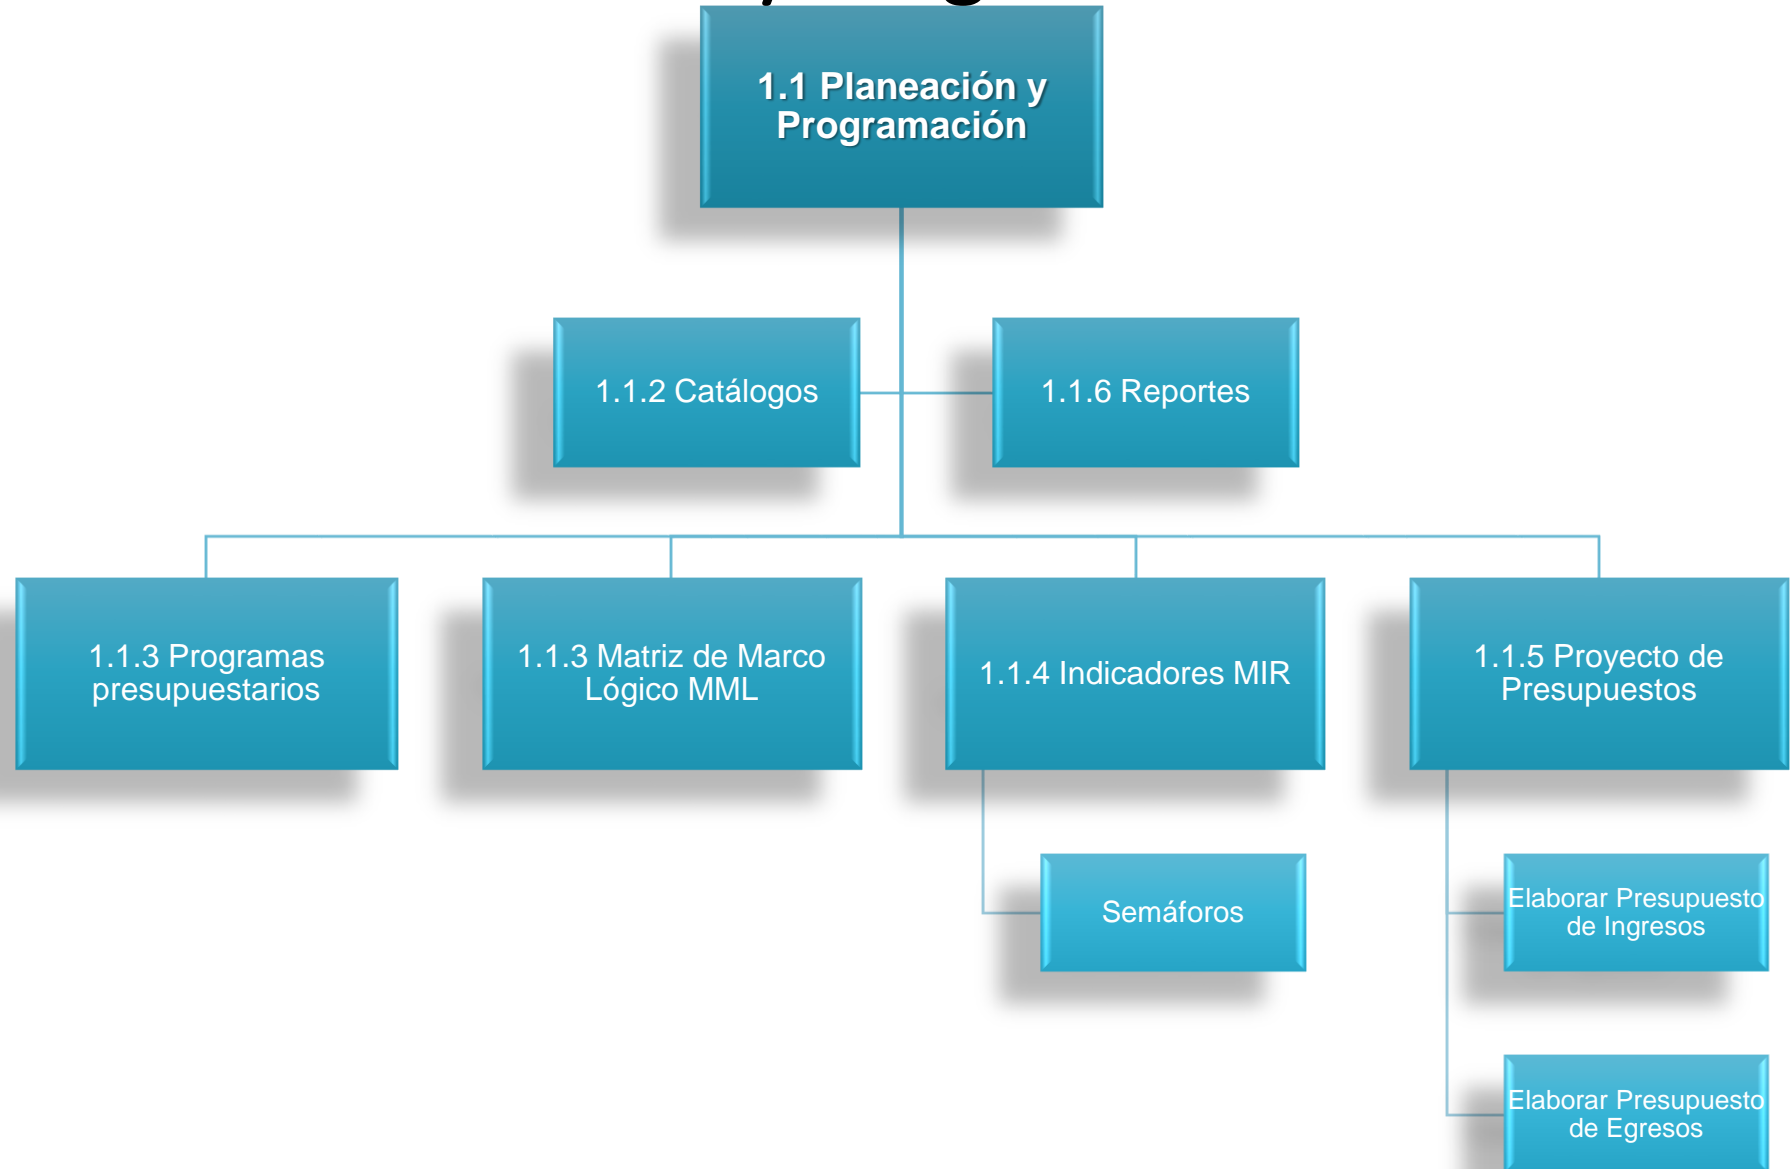 1.1 Planeación y
Programación
1.1.2 Catálogos
1.1.6 Reportes
1.1.3 Programas
presupuestarios
1.1.3 Matriz de Marco
Lógico MML
1.1.4 Indicadores MIR
1.1.5 Proyecto de
Presupuestos
Semáforos
Elaborar Presupuesto
de Ingresos
Elaborar Presupuesto
de Egresos